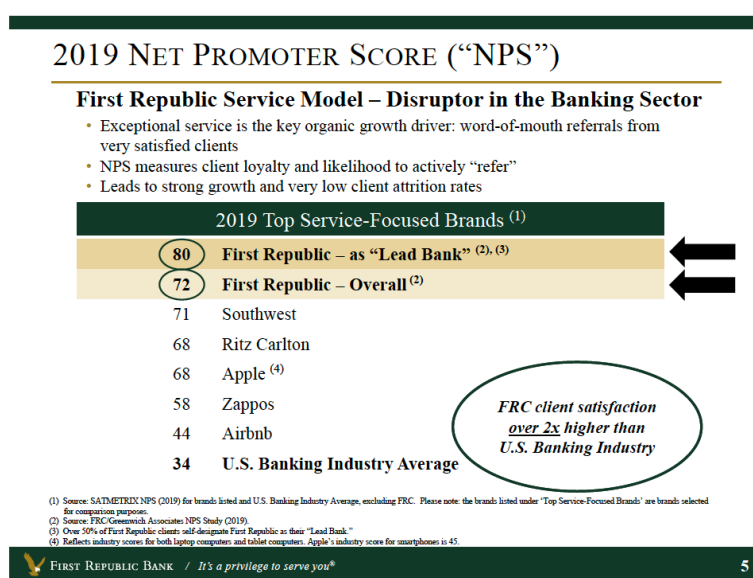 2019 NET PROMOTER SCORE (“NPS”)
First Republic Service Model – Disruptor in the Banking Sector
• Exceptional service is the key organic growth driver: word-of-mouth referrals from
very satisfied clients
• NPS measures client loyalty and likelihood to actively “refer”
• Leads to strong growth and very low client attrition rates
2019 Top Service-Focused Brands (1)
80 First Republic – as “Lead Bank” (2), (3)
72 First Republic – Overall (2)
71 Southwest
68 Ritz Carlton
68 Apple (4)
58 Zappos
44 Airbnb
34 U.S. Banking Industry Average
FRC client satisfaction
over 2x higher than
U.S. Banking Industry
(1) Source: SATMETRIX NPS (2019) for brands listed and U.S. Banking Industry Average, excluding FRC. Please note: the brands listed under ‘Top Service-Focused Brands’ are brands selected
for comparison purposes.
(2) Source: FRC/Greenwich Associates NPS Study (2019).
(3) Over 50% of First Republic clients self-designate First Republic as their “Lead Bank.”
(4) Reflects industry scores for both laptop computers and tablet computers. Apple’s industry score for smartphones is 45.
FIRST REPUBLIC BANK / It’s a privilege to serve you®
5